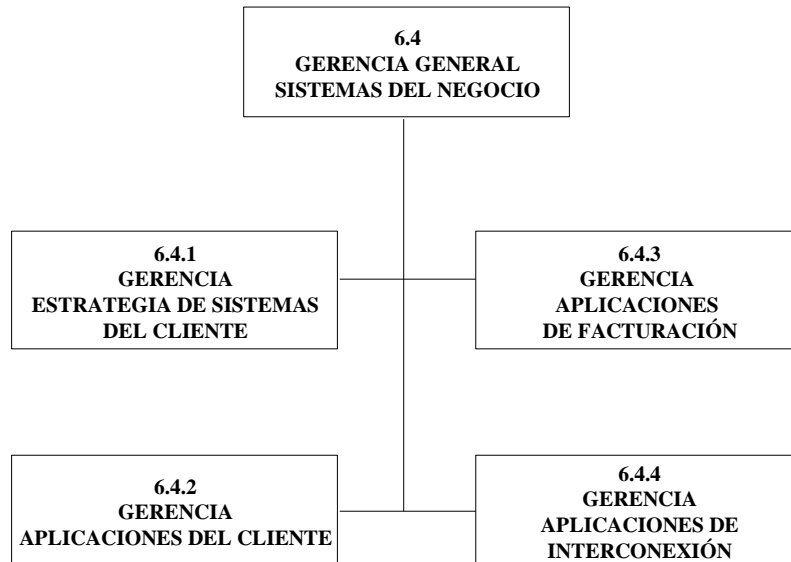 6.4
GERENCIA GENERAL
SISTEMAS DEL NEGOCIO
6.4.1
GERENCIA
ESTRATEGIA DE SISTEMAS
DEL CLIENTE
6.4.3
GERENCIA
APLICACIONES
DE FACTURACIÓN
6.4.2
GERENCIA
APLICACIONES DEL CLIENTE
6.4.4
GERENCIA
APLICACIONES DE
INTERCONEXIÓN